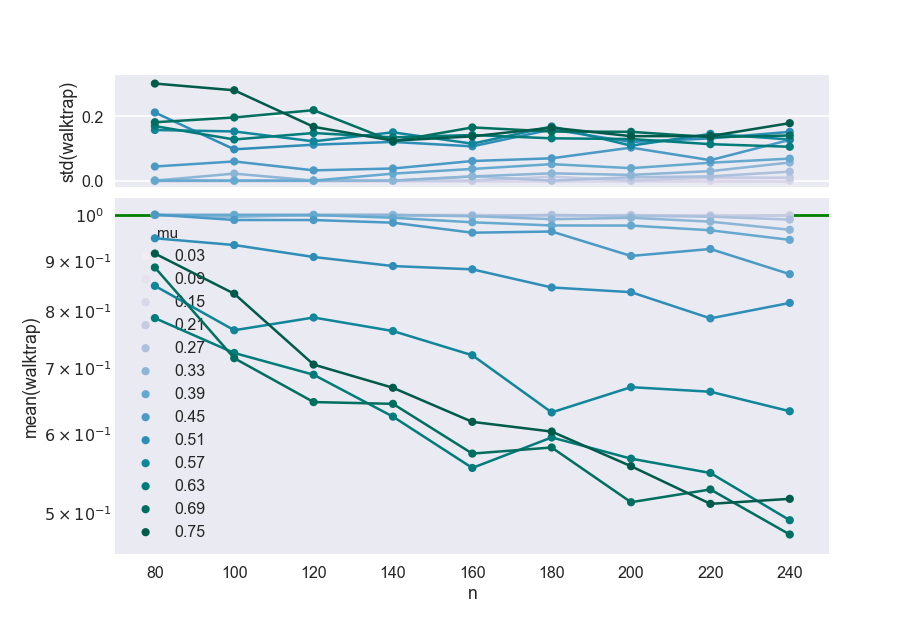 std(walktrap)
0.2
0.0
mean(walktrap)
10⁰
9 × 10⁻¹
8 × 10⁻¹
7 × 10⁻¹
6 × 10⁻¹
5 × 10⁻¹
mu
0.03
0.09
0.15
0.21
0.27
0.33
0.39
0.45
0.51
0.57
0.63
0.69
0.75
80 100 120 140 160 180 200 220 240
n